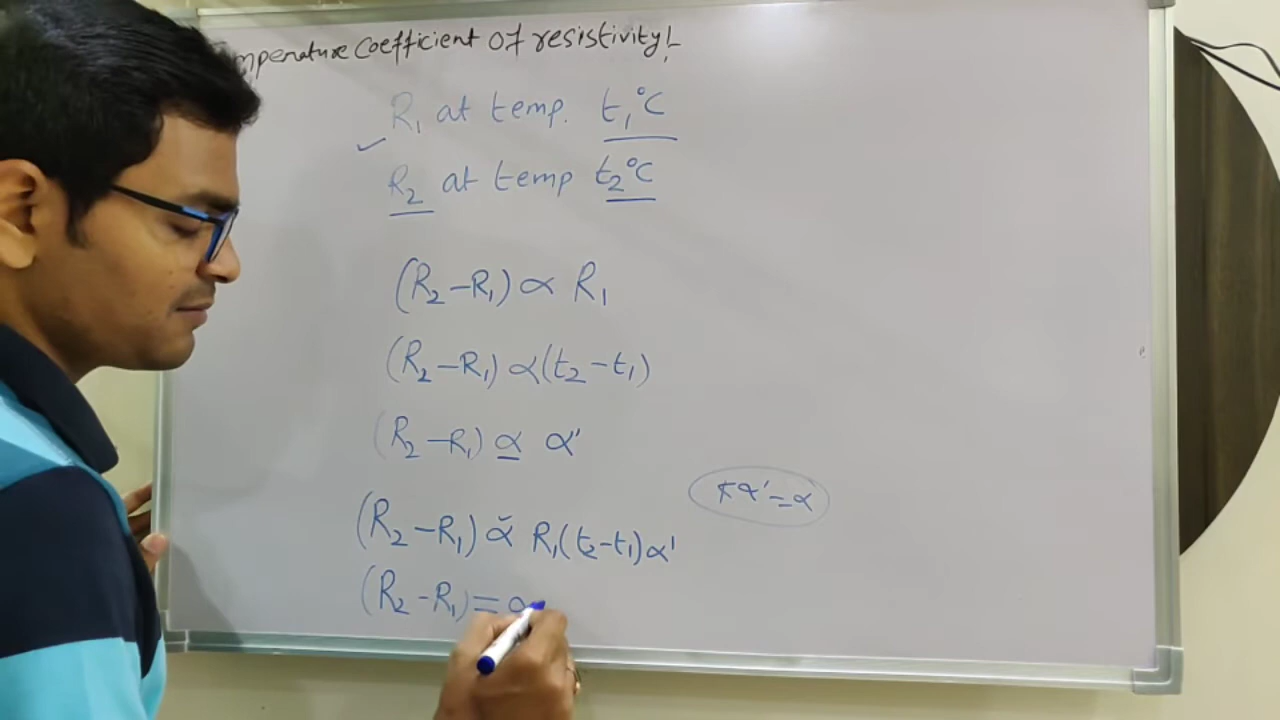 mperature Coefficient Of resistivity!
R₁ at temp. t₁°C
R₂ at temp t₂°C
(R₂-R₁) ∝ R₁
(R₂-R₁) ∝ (t₂-t₁)
(R₂-R₁) ∝ α'
Kα'=α
(R₂-R₁) ∝ R₁(t₂-t₁)α'
(R₂-R₁) = α